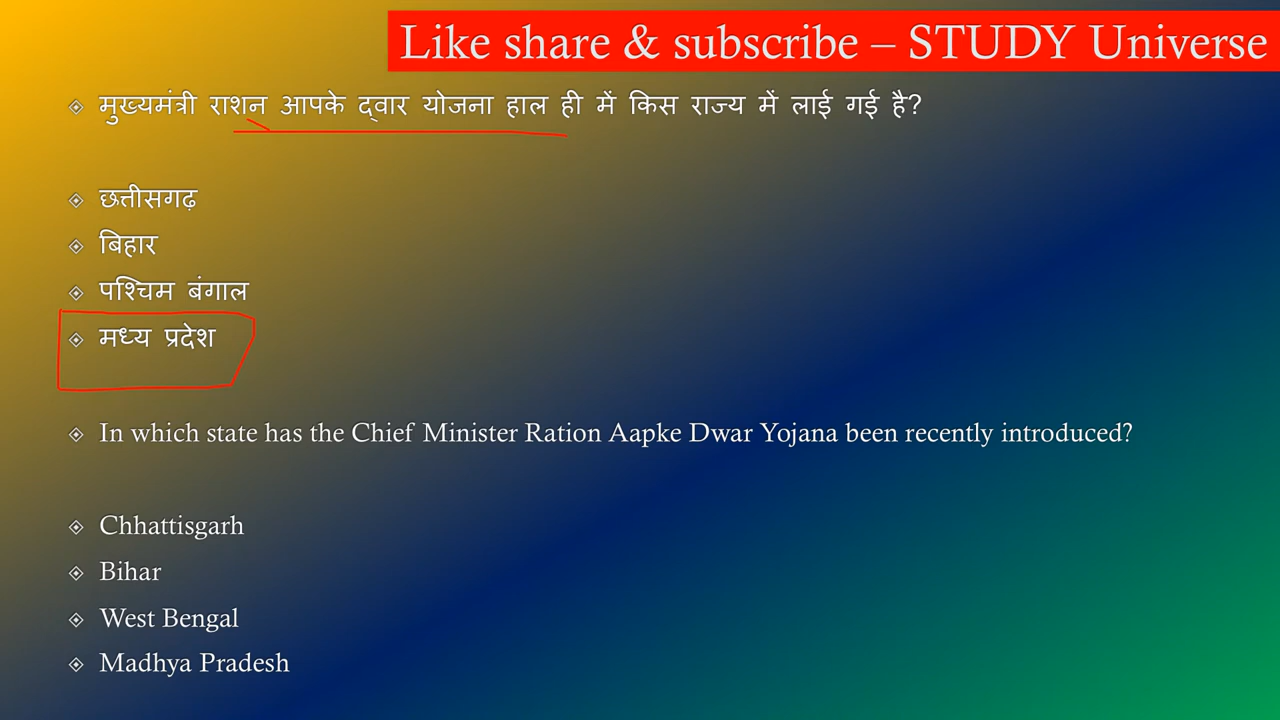 Like share & subscribe – STUDY Universe
मुख्यमंत्री राशन आपके द्वार योजना हाल ही में किस राज्य में लाई गई है?
छत्तीसगढ़
बिहार
पश्चिम बंगाल
मध्य प्रदेश
In which state has the Chief Minister Ration Aapke Dwar Yojana been recently introduced?
Chhattisgarh
Bihar
West Bengal
Madhya Pradesh